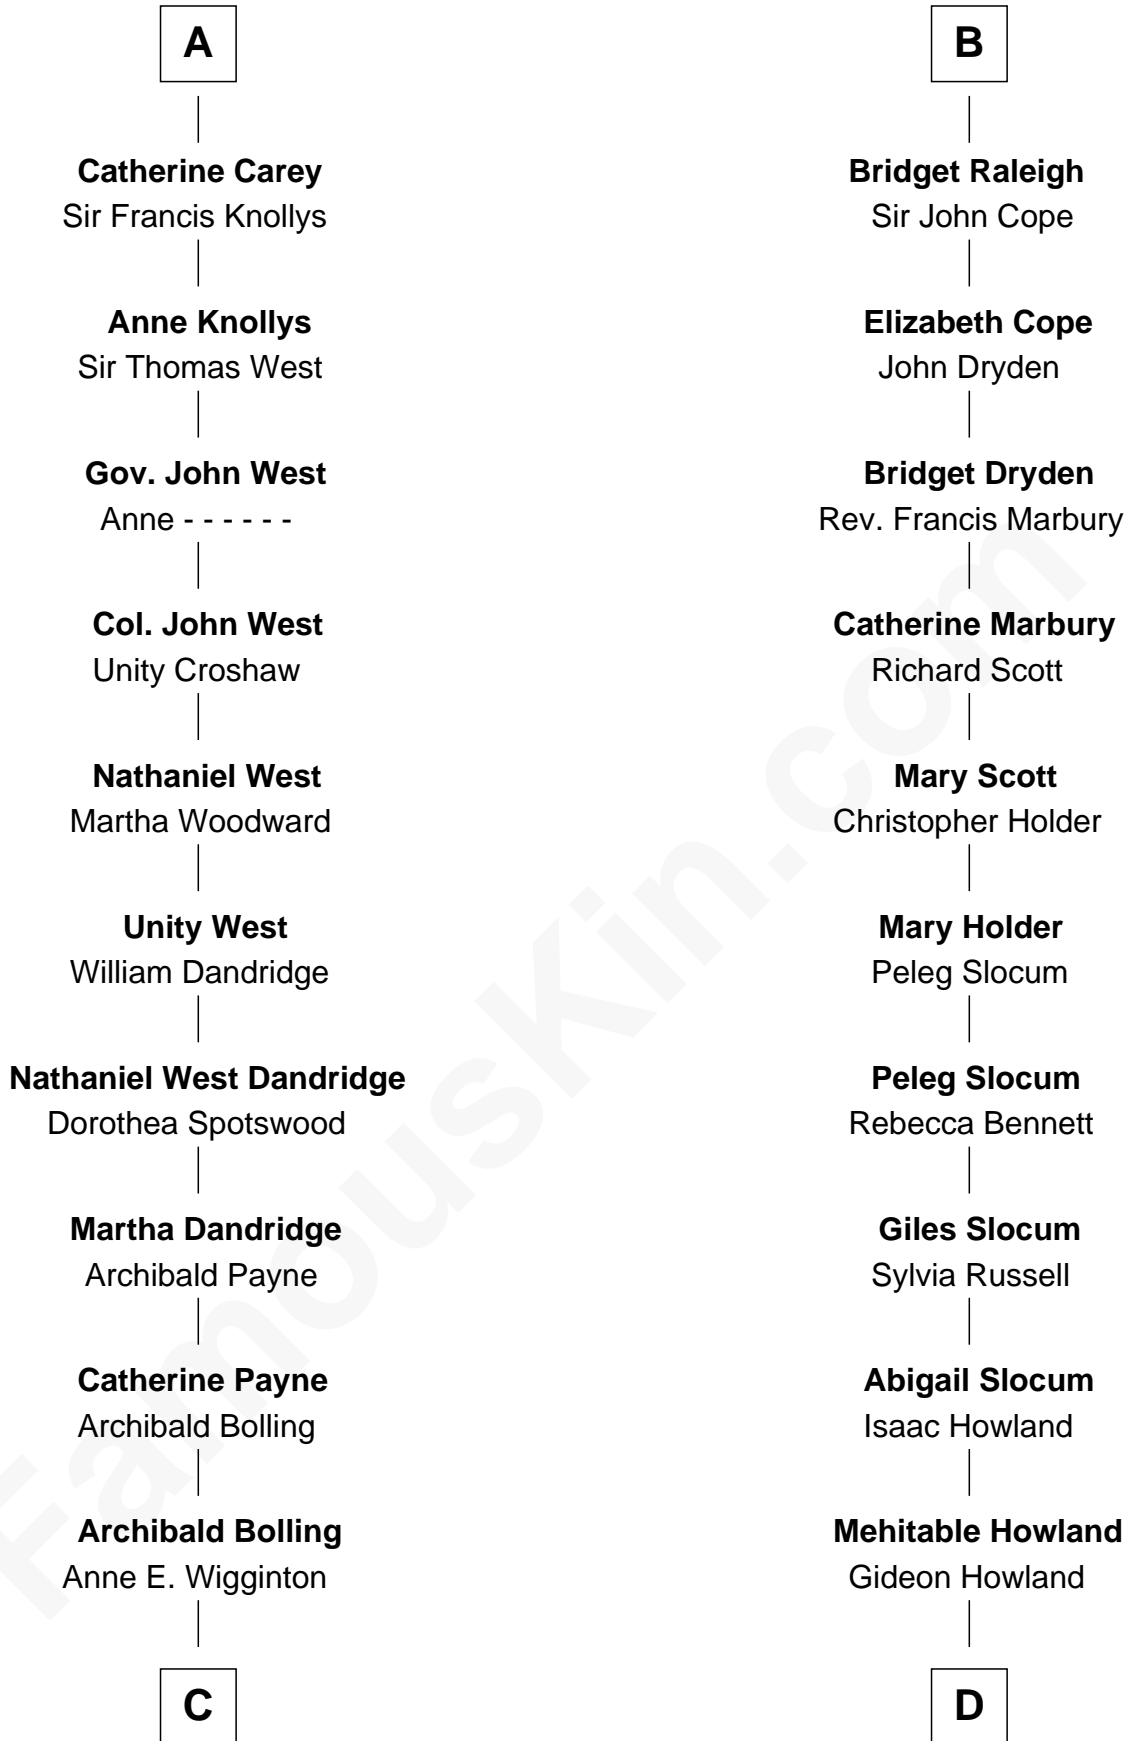 A
Catherine Carey
Sir Francis Knollys
Anne Knollys
Sir Thomas West
Gov. John West
Anne - - - - - -
Col. John West
Unity Croshaw
Nathaniel West
Martha Woodward
Unity West
William Dandridge
Nathaniel West Dandridge
Dorothea Spotswood
Martha Dandridge
Archibald Payne
Catherine Payne
Archibald Bolling
Archibald Bolling
Anne E. Wigginton
C
B
Bridget Raleigh
Sir John Cope
Elizabeth Cope
John Dryden
Bridget Dryden
Rev. Francis Marbury
Catherine Marbury
Richard Scott
Mary Scott
Christopher Holder
Mary Holder
Peleg Slocum
Peleg Slocum
Rebecca Bennett
Giles Slocum
Sylvia Russell
Abigail Slocum
Isaac Howland
Mehitable Howland
Gideon Howland
D
FamousKin.com